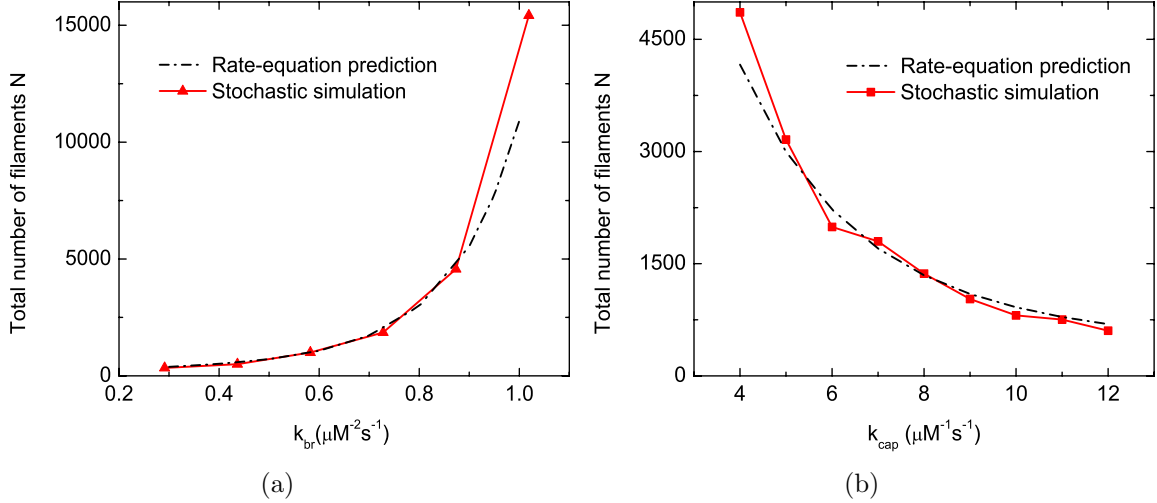 15000
10000
5000
0
0.2
0.4
0.6
0.8
1.0
Total number of filaments N
k_br(μM⁻²s⁻¹)
Rate-equation prediction
Stochastic simulation
(a)
4500
3000
1500
0
4
6
8
10
12
Total number of filaments N
k_cap (μM⁻¹s⁻¹)
Rate-equation prediction
Stochastic simulation
(b)